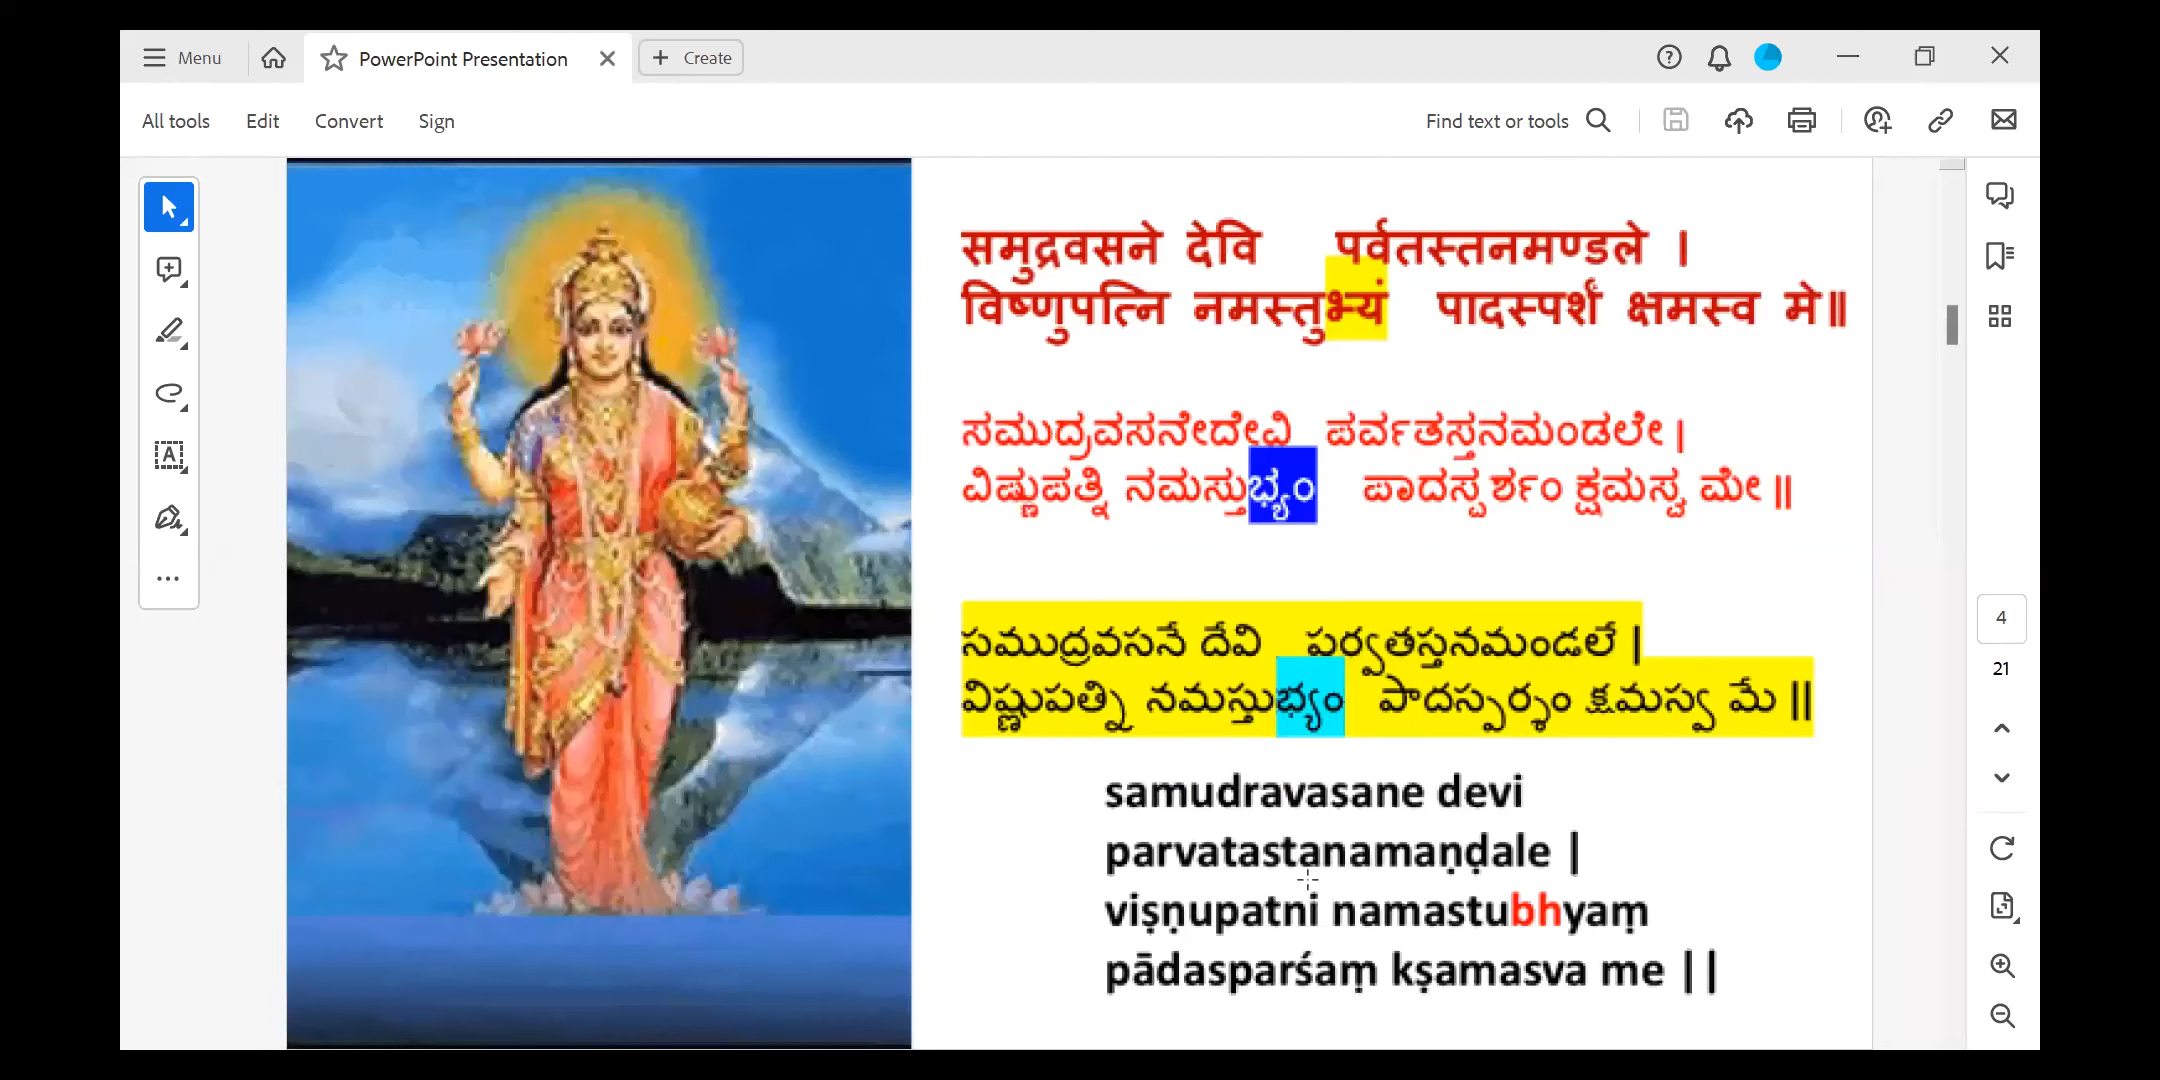 Menu
PowerPoint Presentation
Create
All tools
Edit
Convert
Sign
Find text or tools
समुद्रवसने देवि पर्वतस्तनमण्डले |
विष्णुपत्नि नमस्तुभ्यं पादस्पर्शं क्षमस्व मे॥
ಸಮುದ್ರವಸನೇದೇವಿ ಪರ್ವತಸ್ತನಮಂಡಲೇ |
ವಿಷ್ಣುಪತ್ನಿ ನಮಸ್ತುಭ್ಯಂ ಪಾದಸ್ಪರ್ಶಂ ಕ್ಷಮಸ್ವ ಮೇ ||
సముద్రవసనే దేవి పర్వతస్తనమండలే |
విష్ణుపత్ని నమస్తుభ్యం పాదస్పర్శం క్షమస్వ మే ||
samudravasane devi
parvatastanamaṇḍale |
viṣṇupatni namastubhyaṃ
pādasparśaṃ kṣamasva me ||
4
21